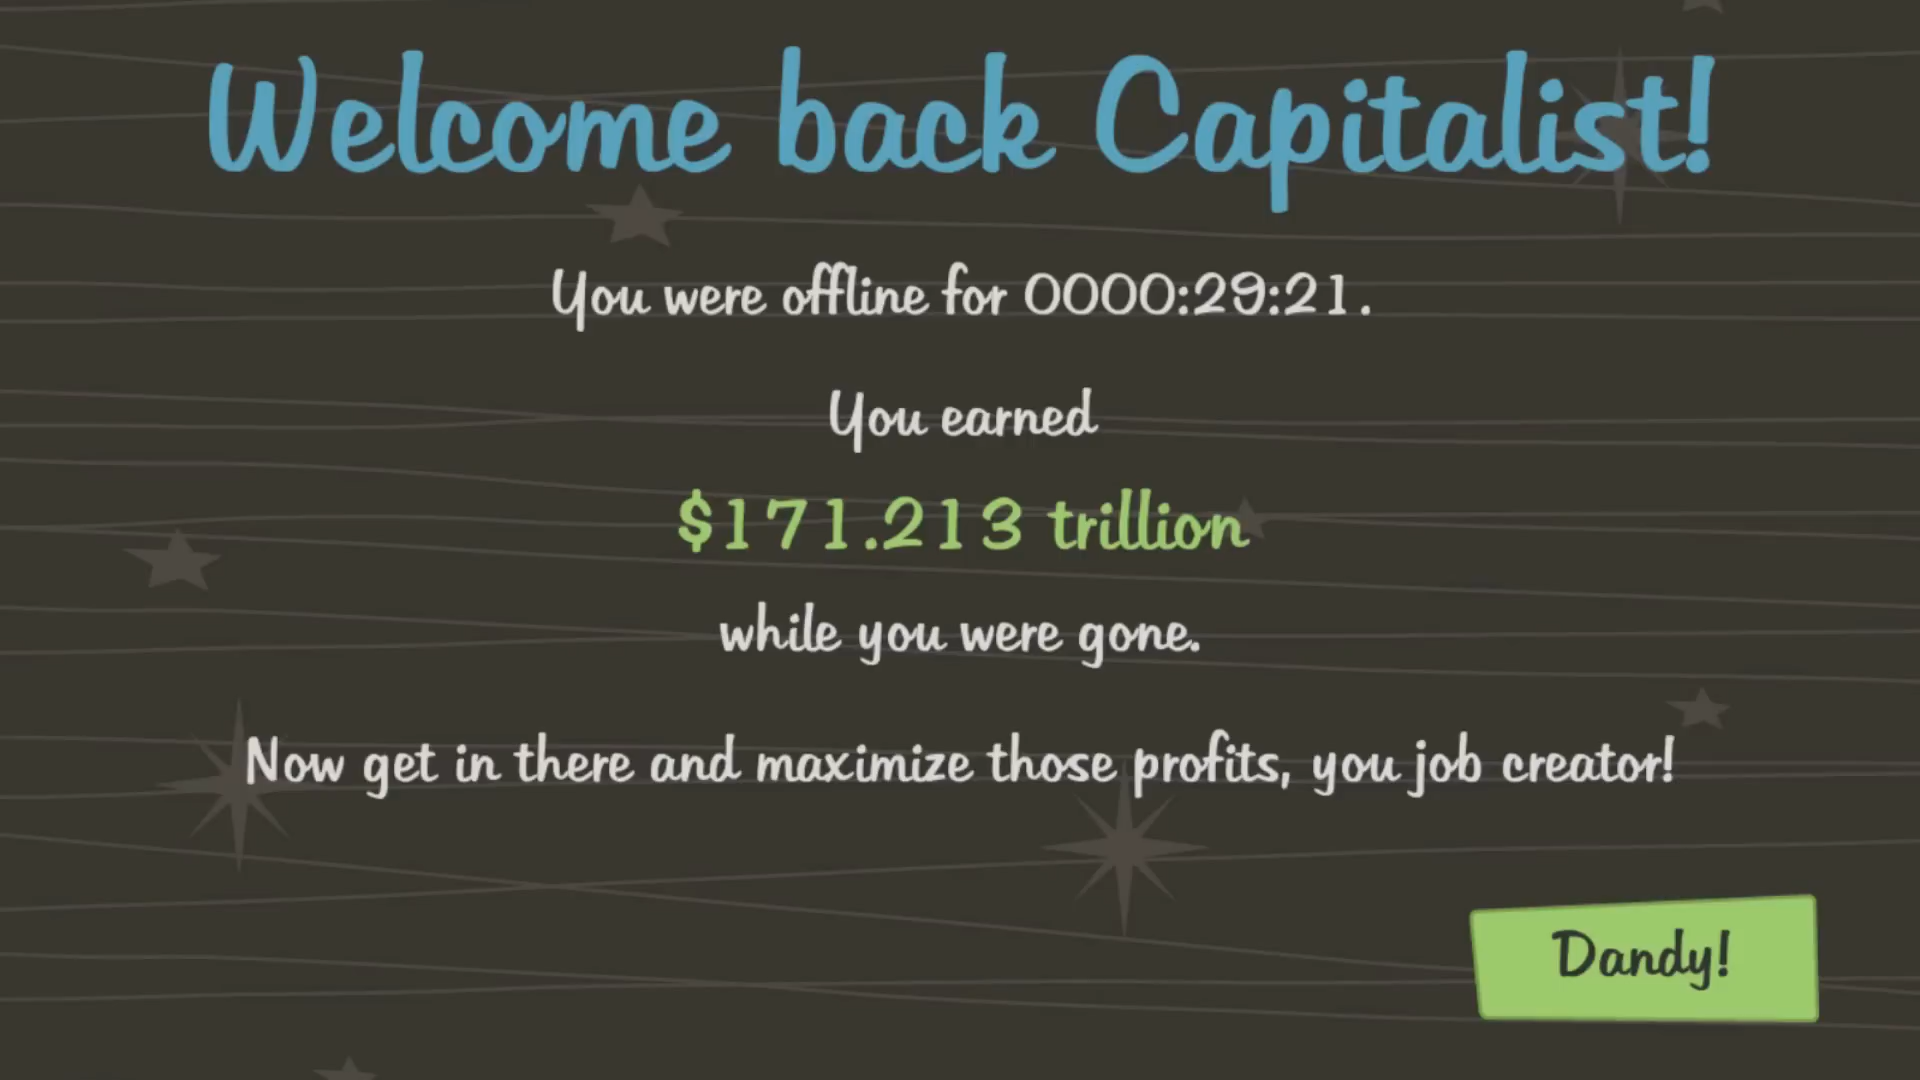 Welcome back Capitalist!
You were offline for 0000:29:21.
You earned
$171.213 trillion
while you were gone.
Now get in there and maximize those profits, you job creator!
Dandy!